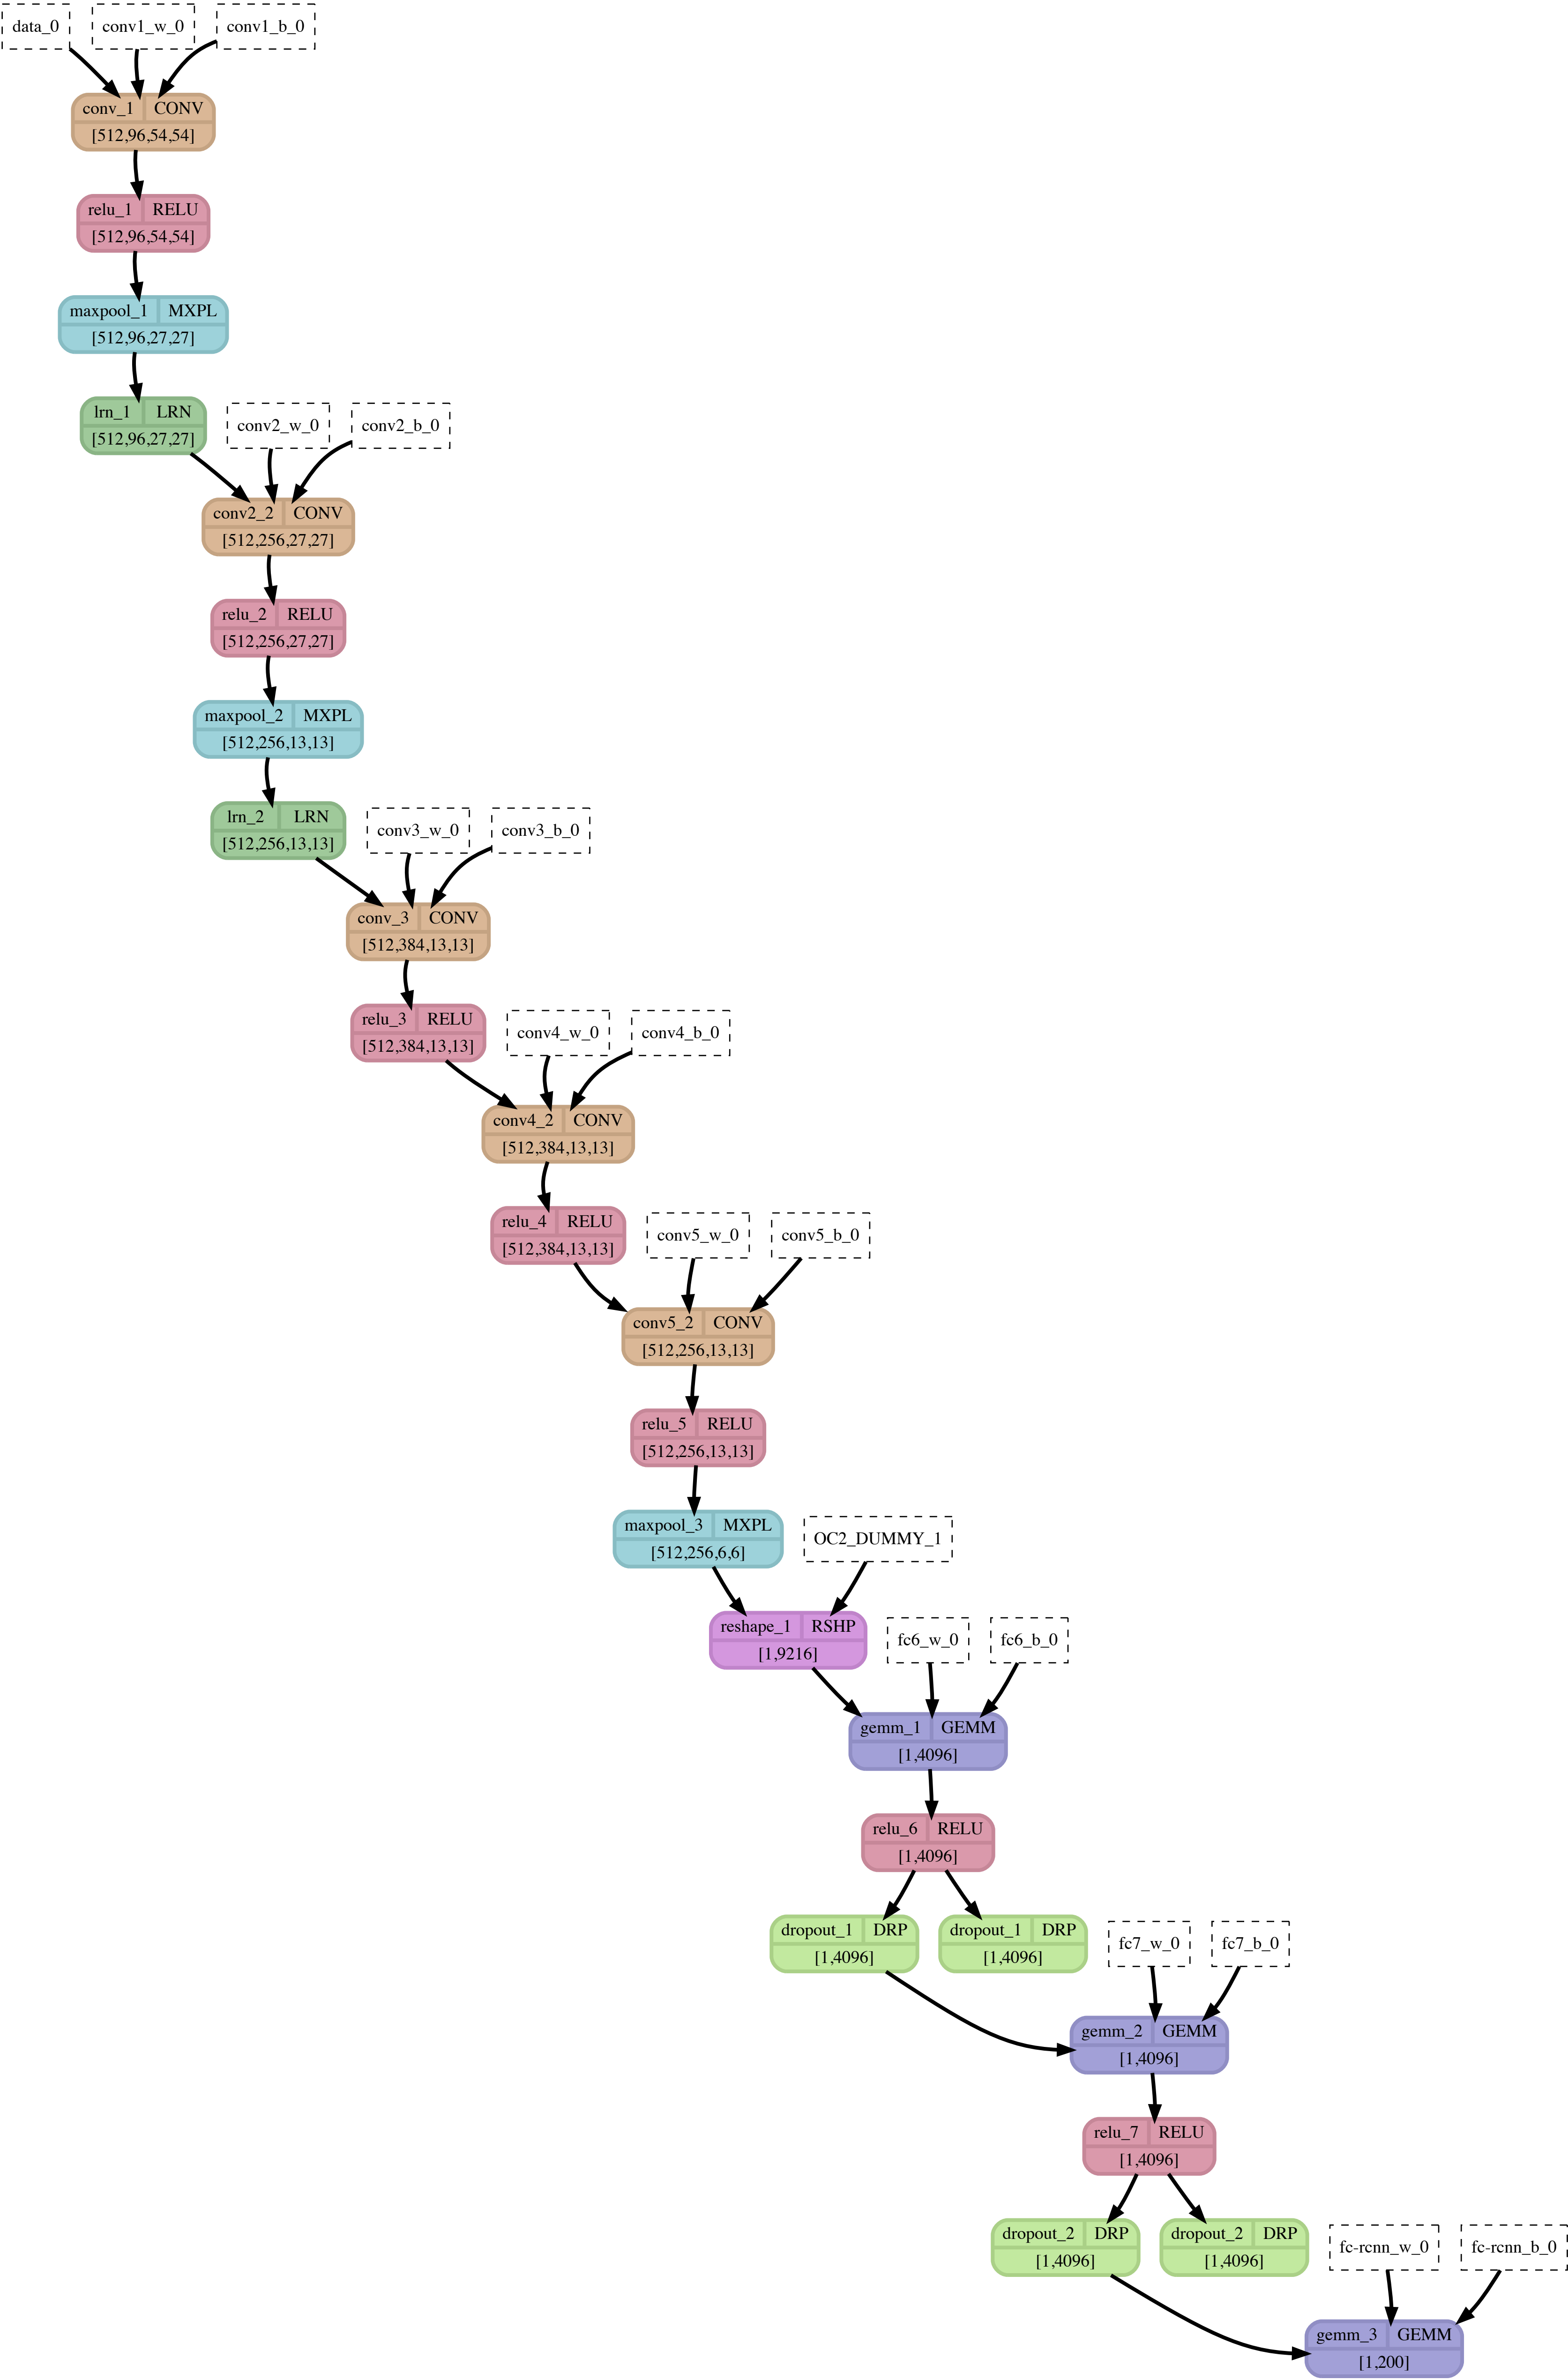 data_0 conv1_w_0 conv1_b_0
conv_1 CONV
[512,96,54,54]
relu_1 RELU
[512,96,54,54]
maxpool_1 MXPL
[512,96,27,27]
lrn_1 LRN
[512,96,27,27]
conv2_w_0 conv2_b_0
conv2_2 CONV
[512,256,27,27]
relu_2 RELU
[512,256,27,27]
maxpool_2 MXPL
[512,256,13,13]
lrn_2 LRN
[512,256,13,13]
conv3_w_0 conv3_b_0
conv_3 CONV
[512,384,13,13]
relu_3 RELU
[512,384,13,13]
conv4_w_0 conv4_b_0
conv4_2 CONV
[512,384,13,13]
relu_4 RELU
[512,384,13,13]
conv5_w_0 conv5_b_0
conv5_2 CONV
[512,256,13,13]
relu_5 RELU
[512,256,13,13]
maxpool_3 MXPL
[512,256,6,6]
OC2_DUMMY_1
reshape_1 RSHP
[1,9216]
fc6_w_0 fc6_b_0
gemm_1 GEMM
[1,4096]
relu_6 RELU
[1,4096]
dropout_1 DRP
[1,4096]
dropout_1 DRP
[1,4096]
fc7_w_0 fc7_b_0
gemm_2 GEMM
[1,4096]
relu_7 RELU
[1,4096]
dropout_2 DRP
[1,4096]
dropout_2 DRP
[1,4096]
fc-rcnn_w_0 fc-rcnn_b_0
gemm_3 GEMM
[1,200]